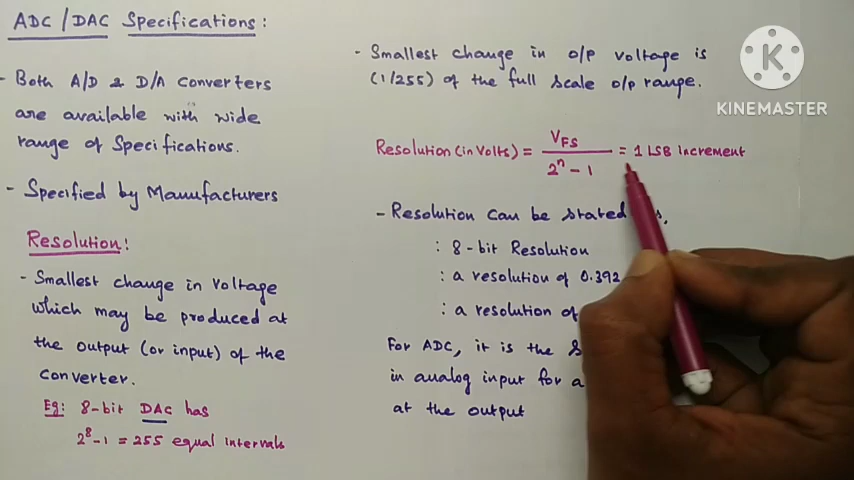 ADC/DAC Specifications:
- Both A/D & D/A Converters
are available with wide
range of Specifications.
- Specified by Manufacturers
Resolution:
- Smallest change in voltage
which may be produced at
the output (or input) of the
converter.
Eg: 8-bit DAC has
2⁸-1 = 255 equal intervals
- Smallest change in o/p voltage is
(1/255) of the full scale o/p range.
Resolution (in Volts) = VFS / 2ⁿ - 1 = 1 LSB increment
- Resolution can be stated
: 8-bit Resolution
: a resolution of 0.392
: a resolution of
For ADC, it is the
in analog input for a
at the output
K
KINEMASTER